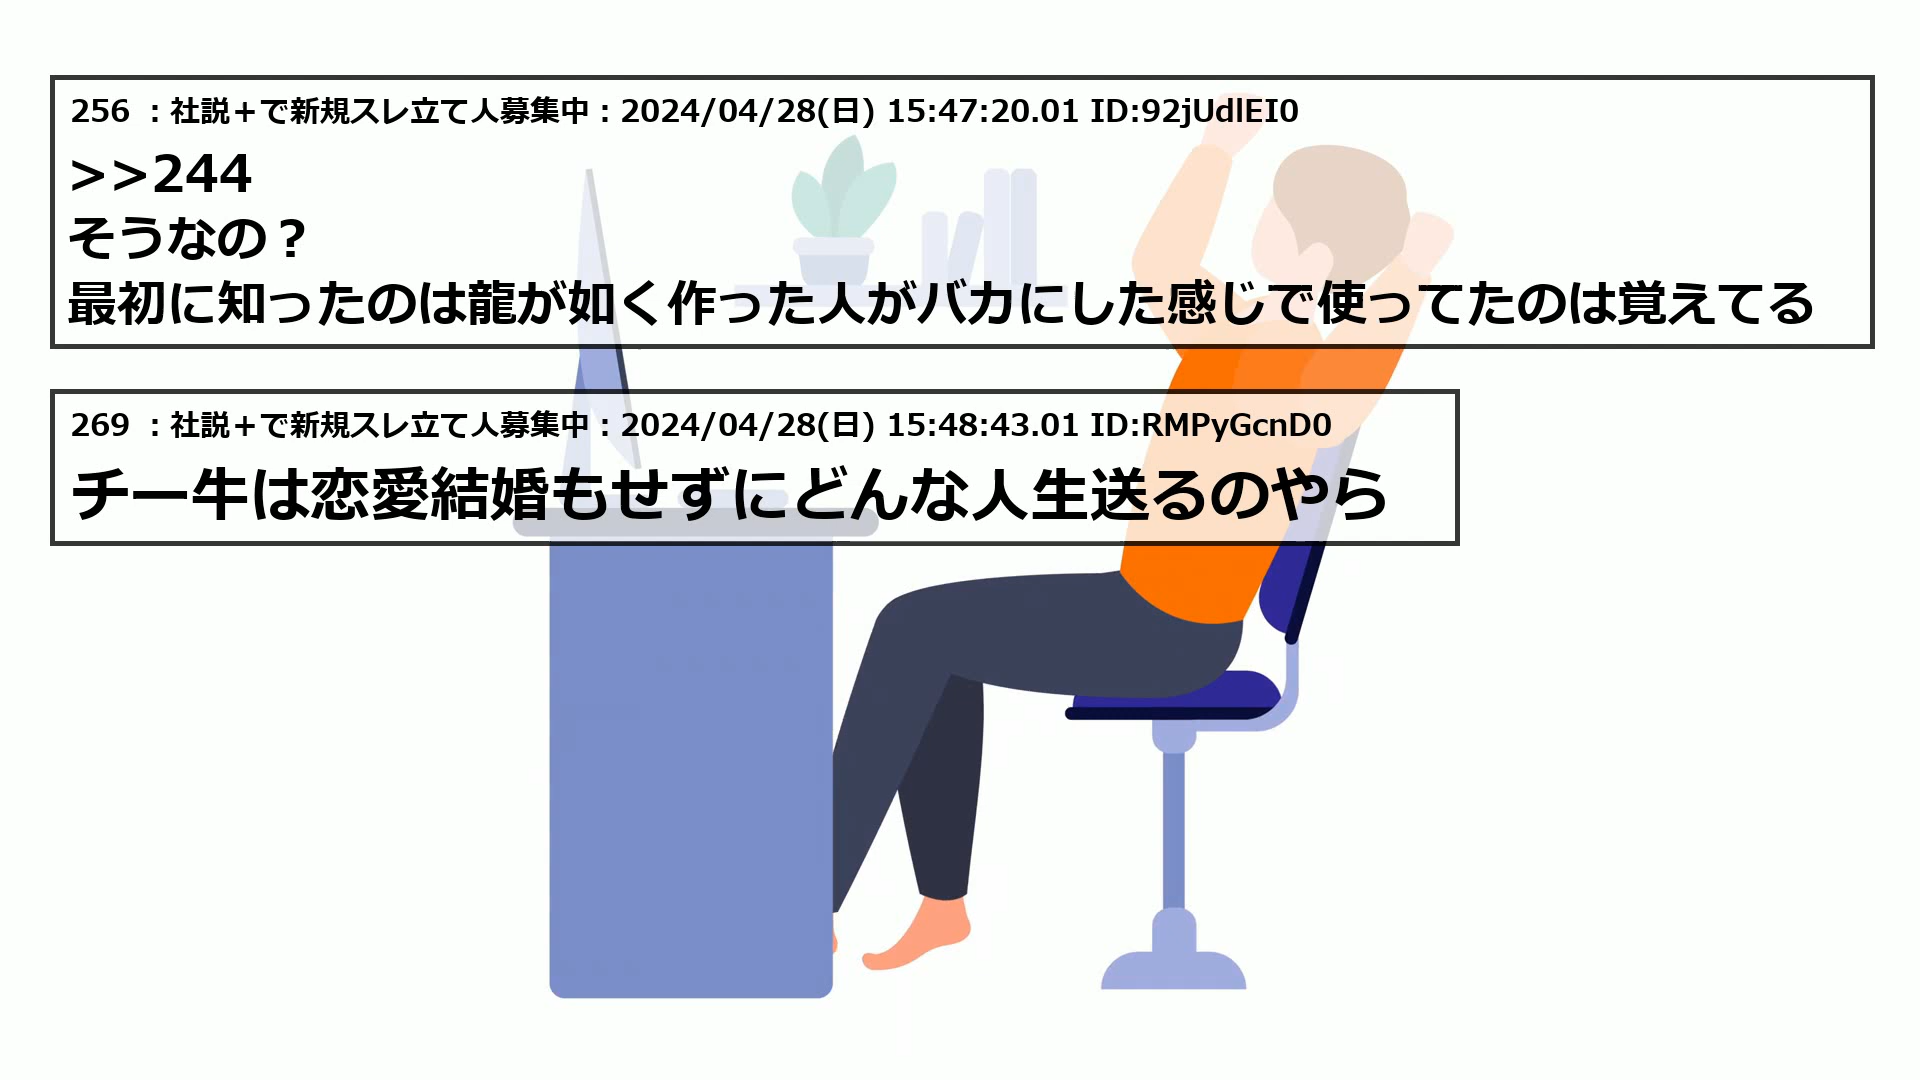 256 ：社説＋で新規スレ立て人募集中：2024/04/28(日) 15:47:20.01 ID:92jUdlEI0
>>244
そうなの？
最初に知ったのは龍が如く作った人がバカにした感じで使ってたのは覚えてる
269 ：社説＋で新規スレ立て人募集中：2024/04/28(日) 15:48:43.01 ID:RMPyGcnD0
チー牛は恋愛結婚もせずにどんな人生送るのやら